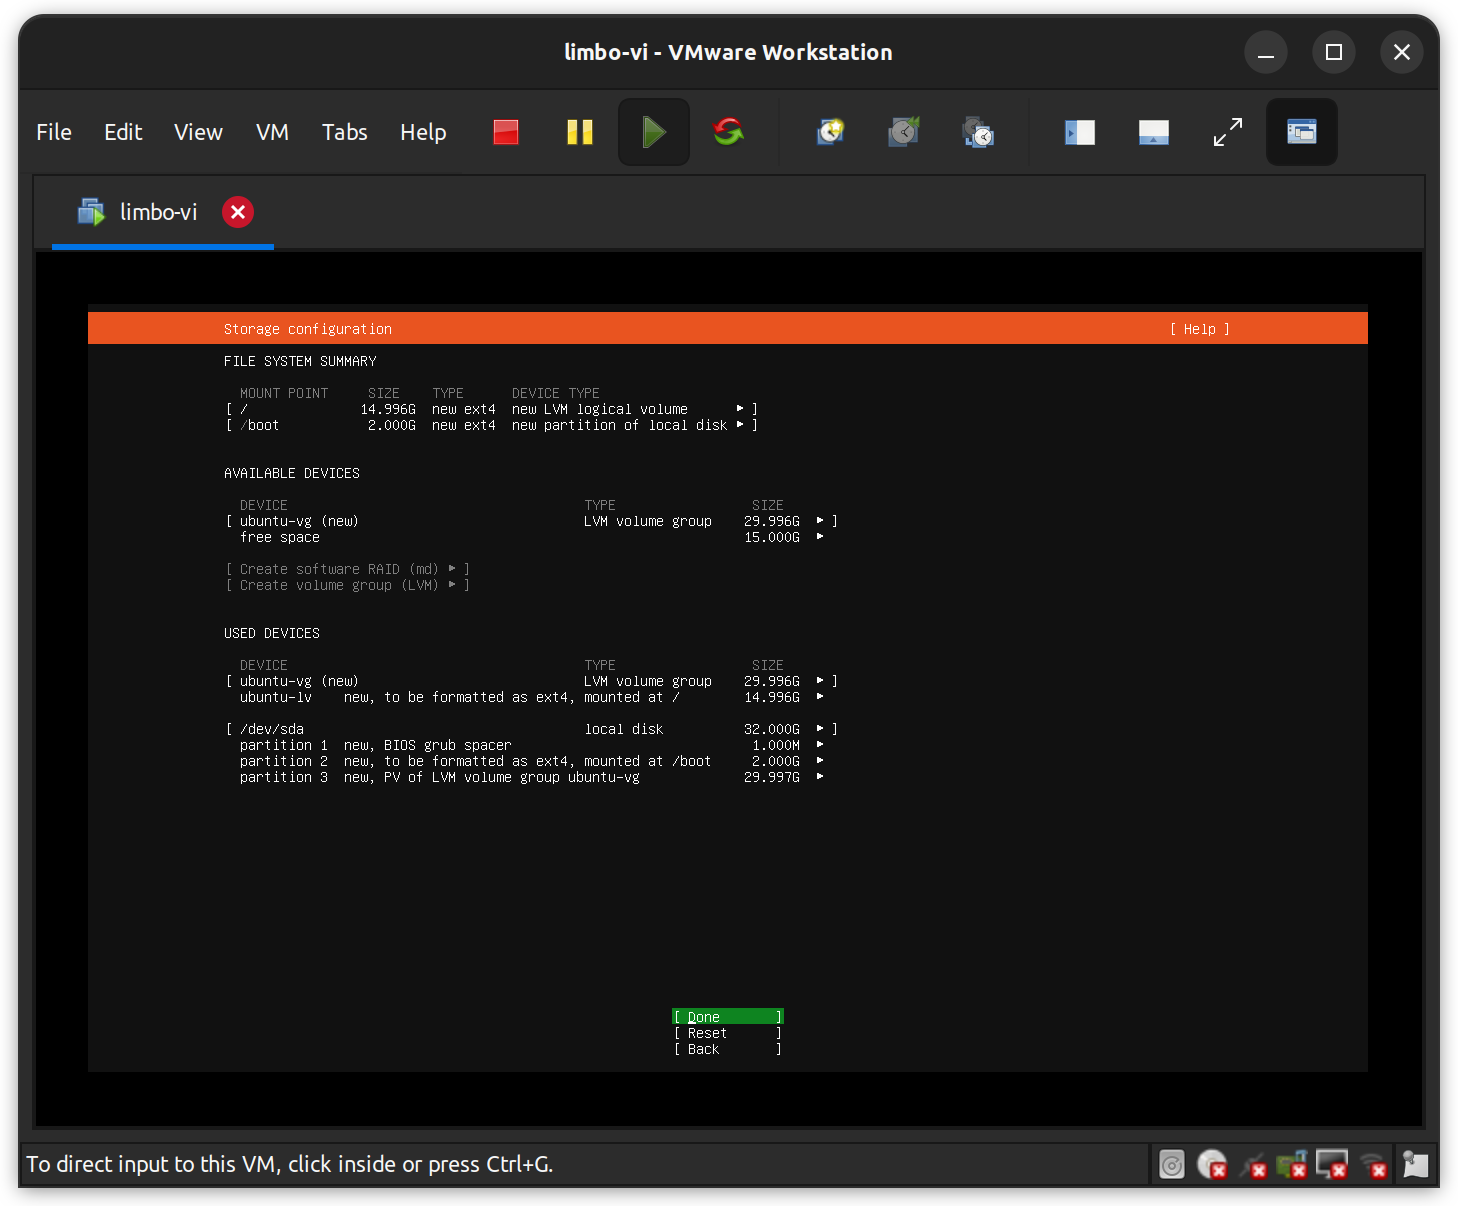 limbo-vi - VMware Workstation
File Edit View VM Tabs Help
limbo-vi
Storage configuration [ Help ]
FILE SYSTEM SUMMARY
MOUNT POINT SIZE TYPE DEVICE TYPE
[ / 14.996G new ext4 new LVM logical volume ▸ ]
[ /boot 2.000G new ext4 new partition of local disk ▸ ]
AVAILABLE DEVICES
DEVICE TYPE SIZE
[ ubuntu-vg (new) LVM volume group 29.996G ▸ ]
free space 15.000G ▸
[ Create software RAID (md) ▸ ]
[ Create volume group (LVM) ▸ ]
USED DEVICES
DEVICE TYPE SIZE
[ ubuntu-vg (new) LVM volume group 29.996G ▸ ]
ubuntu-lv new, to be formatted as ext4, mounted at / 14.996G ▸
[ /dev/sda local disk 32.000G ▸ ]
partition 1 new, BIOS grub spacer 1.000M ▸
partition 2 new, to be formatted as ext4, mounted at /boot 2.000G ▸
partition 3 new, PV of LVM volume group ubuntu-vg 29.997G ▸
[ Done ]
[ Reset ]
[ Back ]
To direct input to this VM, click inside or press Ctrl+G.